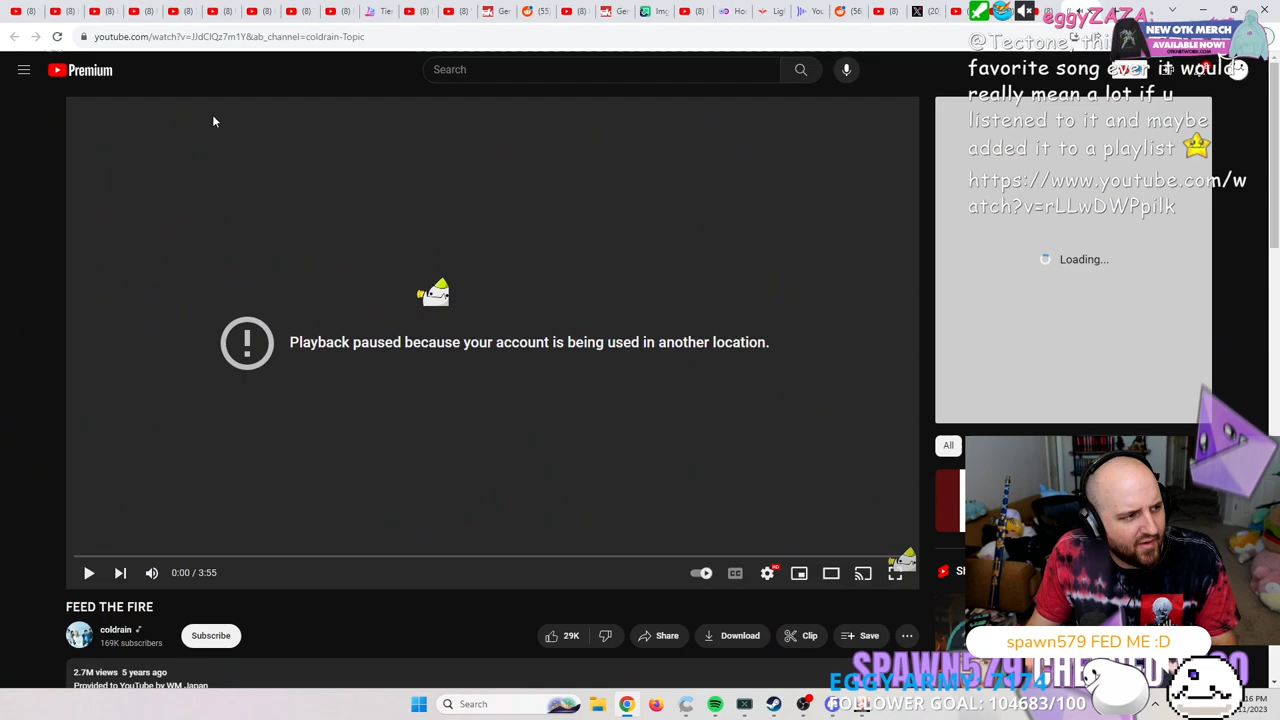 youtube.com/watch?v=JJdClQz7m1Y&ab_channel=coldrain-Topic
eggyZAZA:
NEW OTK MERCH
AVAILABLE NOW!
Premium
Search
favorite song ever it would
really mean a lot if u
listened to it and maybe
added it to a playlist
https://www.youtube.com/w
atch?v=rLLwDWPpilk
Loading...
Playback paused because your account is being used in another location.
All
0:00 / 3:55
FEED THE FIRE
coldrain
169K subscribers
Subscribe
29K
Share
Download
Clip
Save
2.7M views 5 years ago
Provided to YouTube by WM Japan
spawn579 FED ME :D
EGGY ARMY: 7174
FOLLOWER GOAL: 104683/100
Search